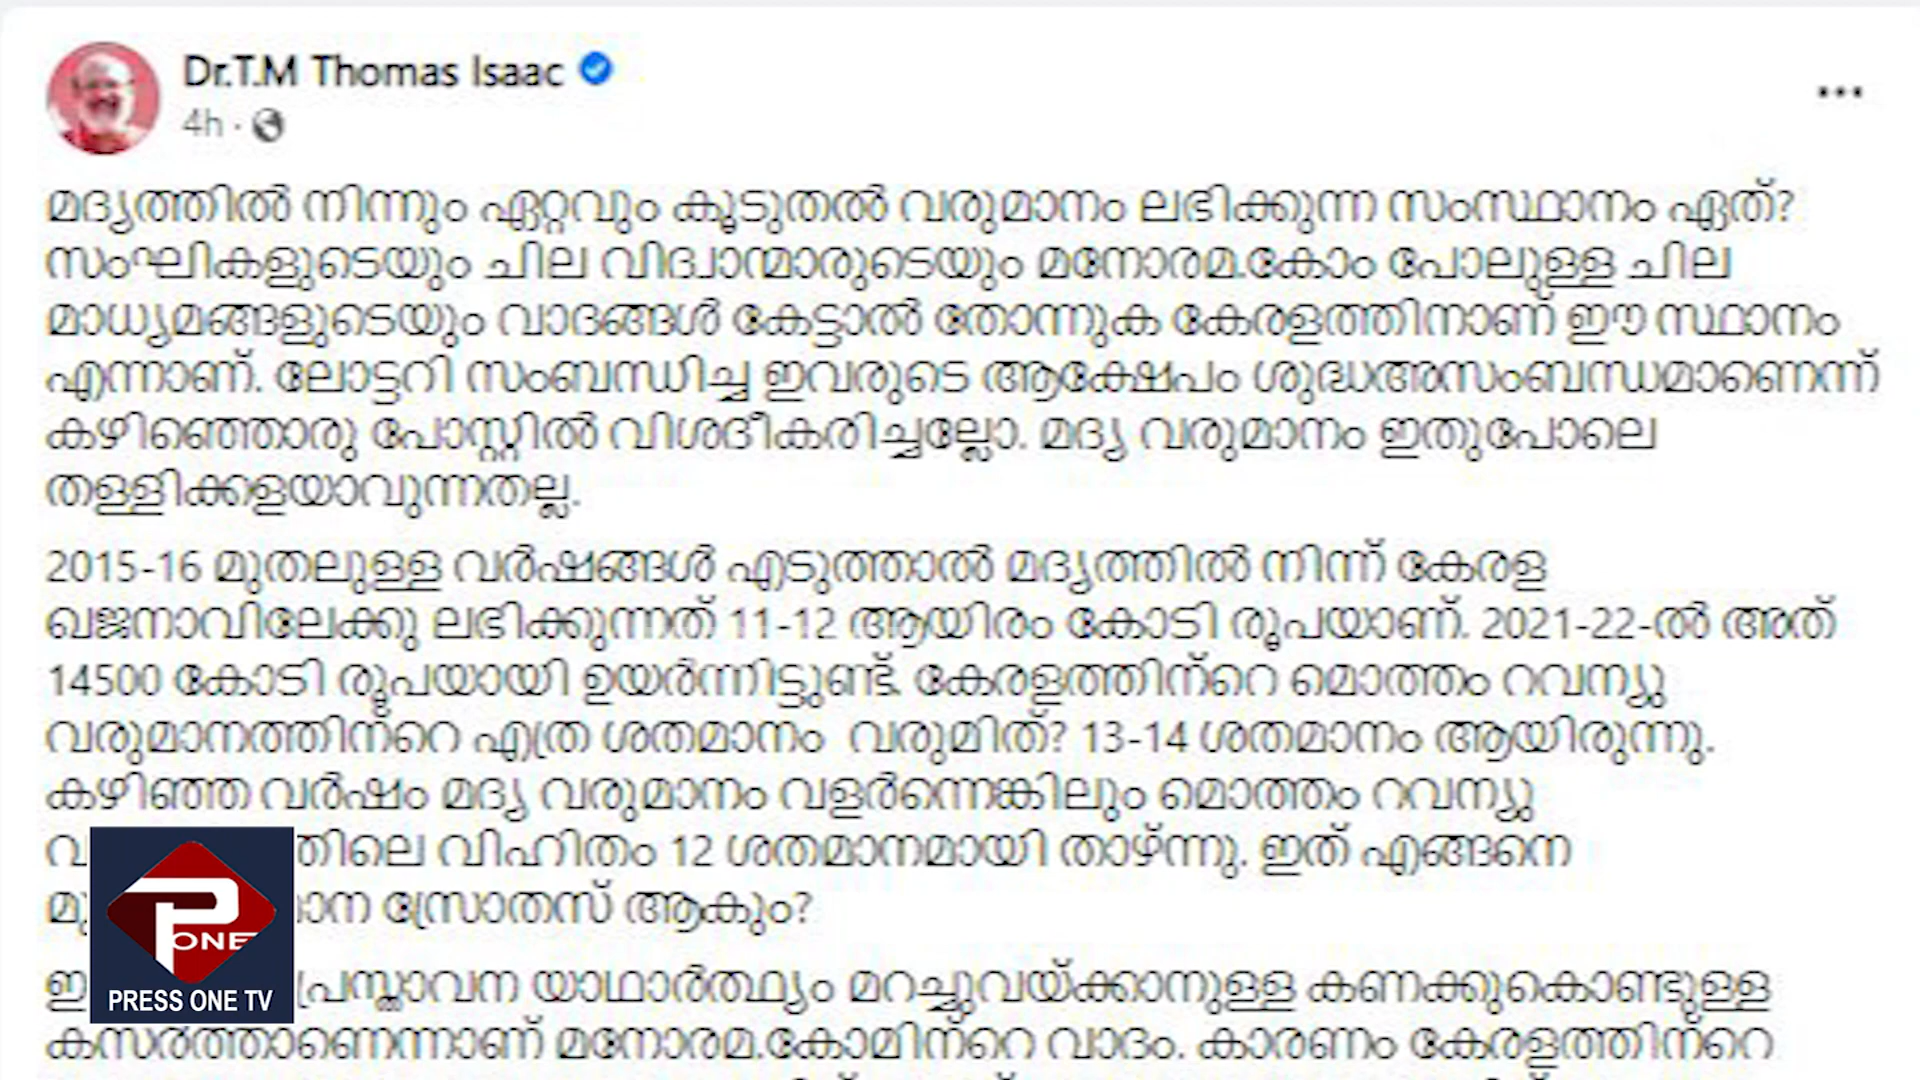 Dr.T.M Thomas Isaac
4h ·
മദ്യത്തിൽ നിന്നും ഏറ്റവും കൂടുതൽ വരുമാനം ലഭിക്കുന്ന സംസ്ഥാനം ഏത്?
സംഘികളുടെയും ചില വിദ്വാന്മാരുടെയും മനോരമ.കോം പോലുള്ള ചില
മാധ്യമങ്ങളുടെയും വാദങ്ങൾ കേട്ടാൽ തോന്നുക കേരളത്തിനാണ് ഈ സ്ഥാനം
എന്നാണ്. ലോട്ടറി സംബന്ധിച്ച ഇവരുടെ ആക്ഷേപം ശുദ്ധഅസംബന്ധമാണെന്ന്
കഴിഞ്ഞൊരു പോസ്റ്റിൽ വിശദീകരിച്ചല്ലോ. മദ്യ വരുമാനം ഇതുപോലെ
തള്ളിക്കളയാവുന്നതല്ല.
2015-16 മുതലുള്ള വർഷങ്ങൾ എടുത്താൽ മദ്യത്തിൽ നിന്ന് കേരള
ഖജനാവിലേക്കു ലഭിക്കുന്നത് 11-12 ആയിരം കോടി രൂപയാണ്. 2021-22-ൽ അത്
14500 കോടി രൂപയായി ഉയർന്നിട്ടുണ്ട്. കേരളത്തിന്റെ മൊത്തം റവന്യു
വരുമാനത്തിന്റെ എത്ര ശതമാനം വരുമിത്? 13-14 ശതമാനം ആയിരുന്നു.
കഴിഞ്ഞ വർഷം മദ്യ വരുമാനം വളർന്നെങ്കിലും മൊത്തം റവന്യു
വിഹിതം 12 ശതമാനമായി താഴ്ന്നു. ഇത് എങ്ങനെ
സ്രോതസ് ആകും?
പ്രസ്താവന യാഥാർത്ഥ്യം മറച്ചുവയ്ക്കാനുള്ള കണക്കുകൊണ്ടുള്ള
കസർത്താണെന്നാണ് മനോരമ.കോമിന്റെ വാദം. കാരണം കേരളത്തിന്റെ
P ONE
PRESS ONE TV